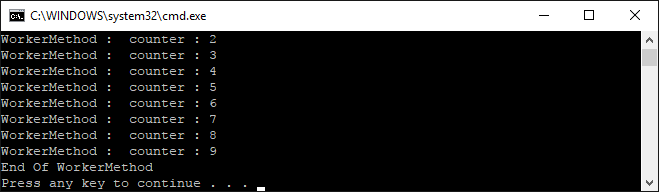 C:\WINDOWS\system32\cmd.exe
WorkerMethod :  counter : 2
WorkerMethod :  counter : 3
WorkerMethod :  counter : 4
WorkerMethod :  counter : 5
WorkerMethod :  counter : 6
WorkerMethod :  counter : 7
WorkerMethod :  counter : 8
WorkerMethod :  counter : 9
End Of WorkerMethod
Press any key to continue . . .